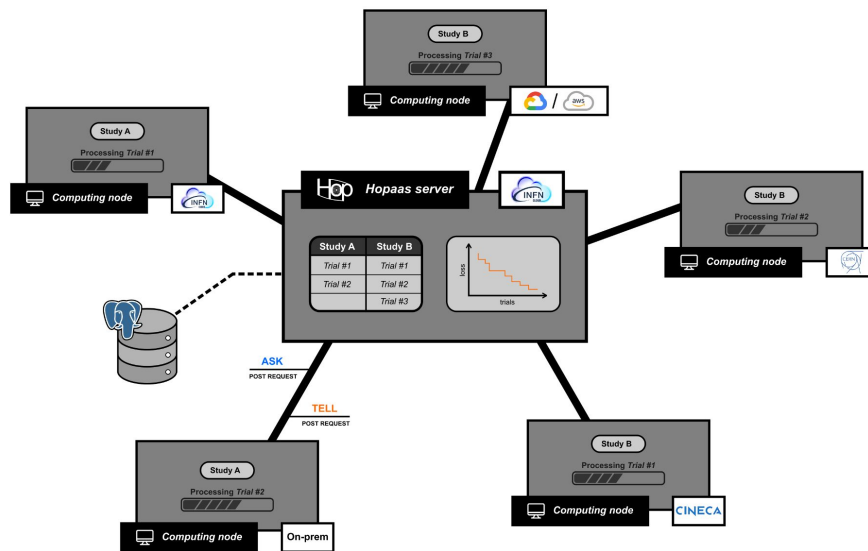 Study B
Processing Trial #3
Computing node
/
aws
Study A
Processing Trial #1
Computing node
INFN
Hop
Hopaas server
INFN
Study B
Processing Trial #2
Computing node
CERN
Study A Study B
Trial #1 Trial #1
Trial #2 Trial #2
Trial #3
loss
trials
ASK
POST REQUEST
TELL
POST REQUEST
Study A
Processing Trial #2
Computing node
On-prem
Study B
Processing Trial #1
Computing node
CINECA